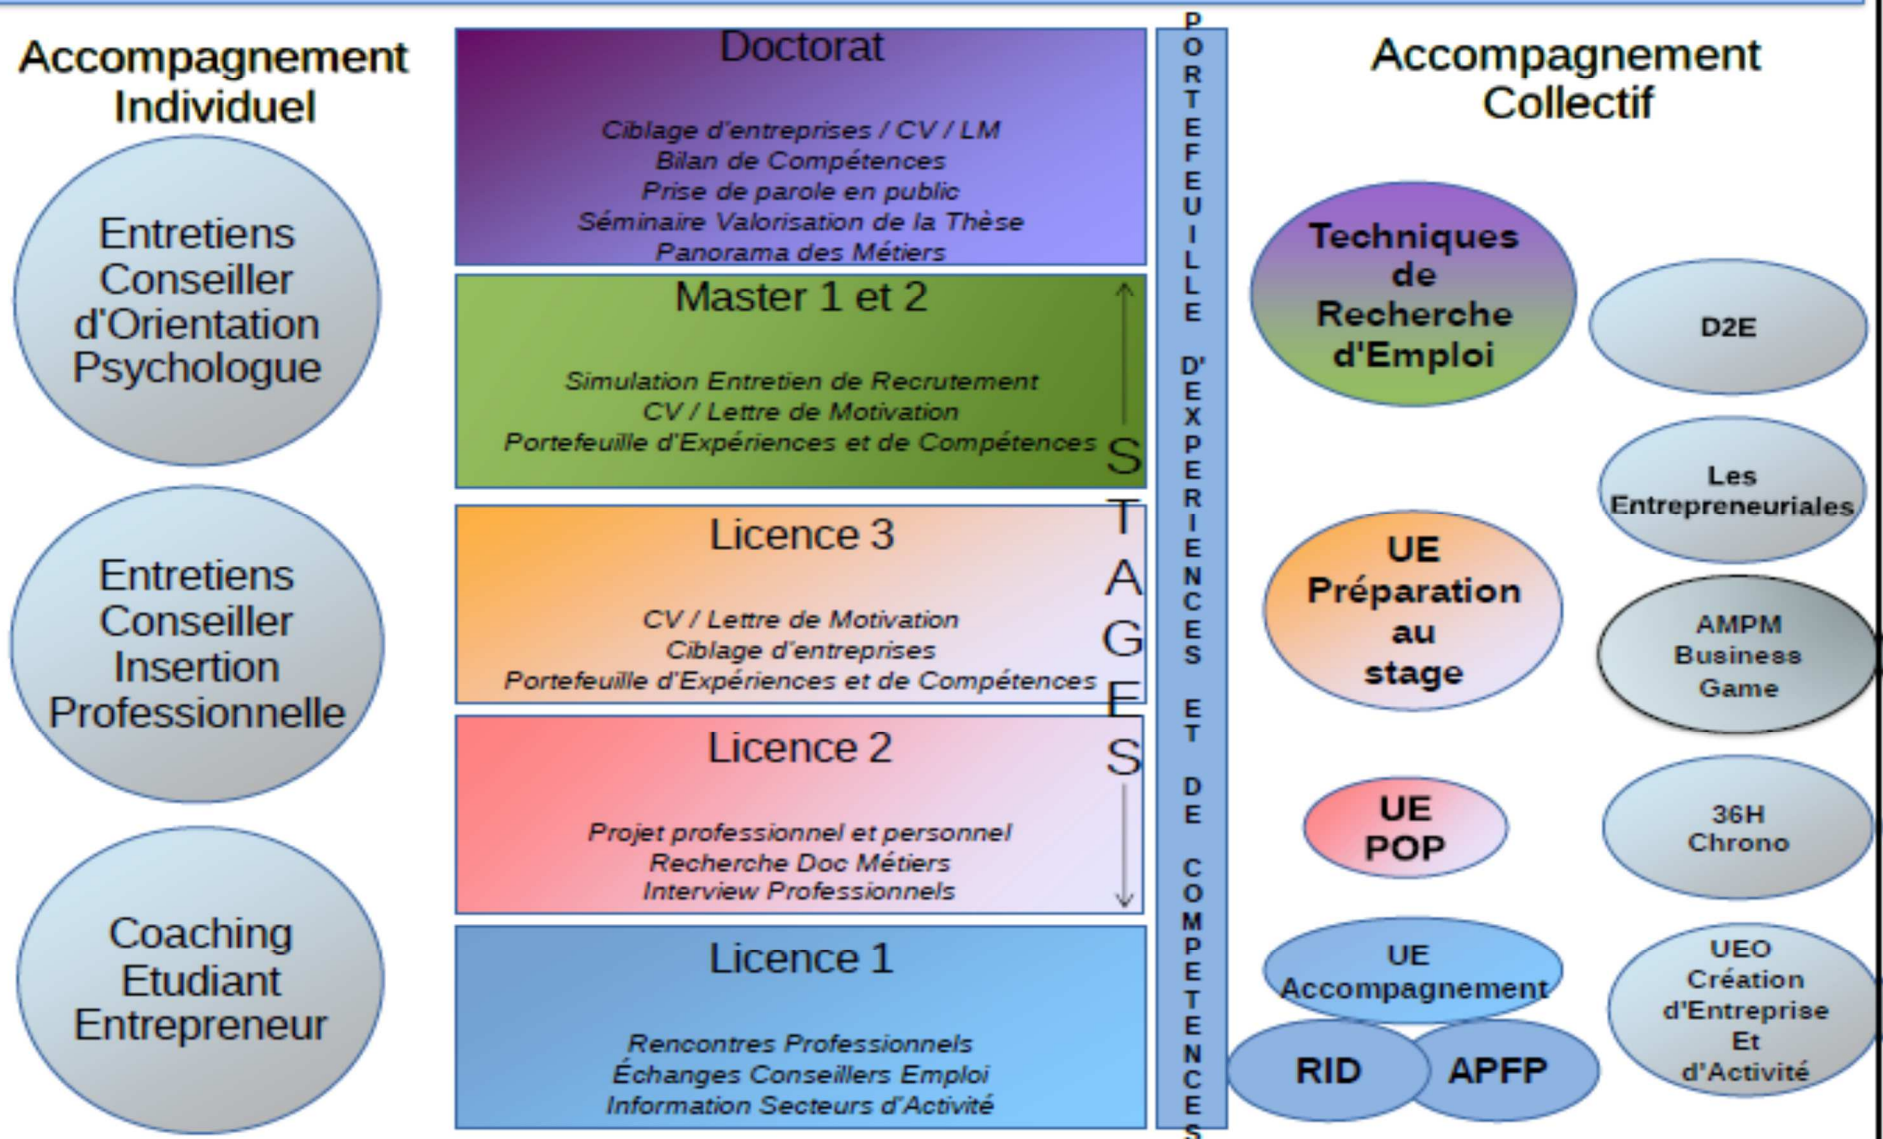 Accompagnement
Individuel
Entretiens
Conseiller
d'Orientation
Psychologue
Entretiens
Conseiller
Insertion
Professionnelle
Coaching
Etudiant
Entrepreneur
Doctorat
Ciblage d'entreprises / CV / LM
Bilan de Compétences
Prise de parole en public
Séminaire Valorisation de la Thèse
Panorama des Métiers
Master 1 et 2
Simulation Entretien de Recrutement
CV / Lettre de Motivation
Portefeuille d'Expériences et de Compétences
Licence 3
CV / Lettre de Motivation
Ciblage d'entreprises
Portefeuille d'Expériences et de Compétences
Licence 2
Projet professionnel et personnel
Recherche Doc Métiers
Interview Professionnels
Licence 1
Rencontres Professionnels
Échanges Conseillers Emploi
Information Secteurs d'Activité
STAGES
PORTEFEUILLE D'EXPERIENCES ET DE COMPETENCES
Accompagnement
Collectif
Techniques
de
Recherche
d'Emploi
UE
Préparation
au
stage
UE
POP
UE
Accompagnement
RID
APFP
D2E
Les
Entrepreneuriales
AMPM
Business
Game
36H
Chrono
UEO
Création
d'Entreprise
Et
d'Activité